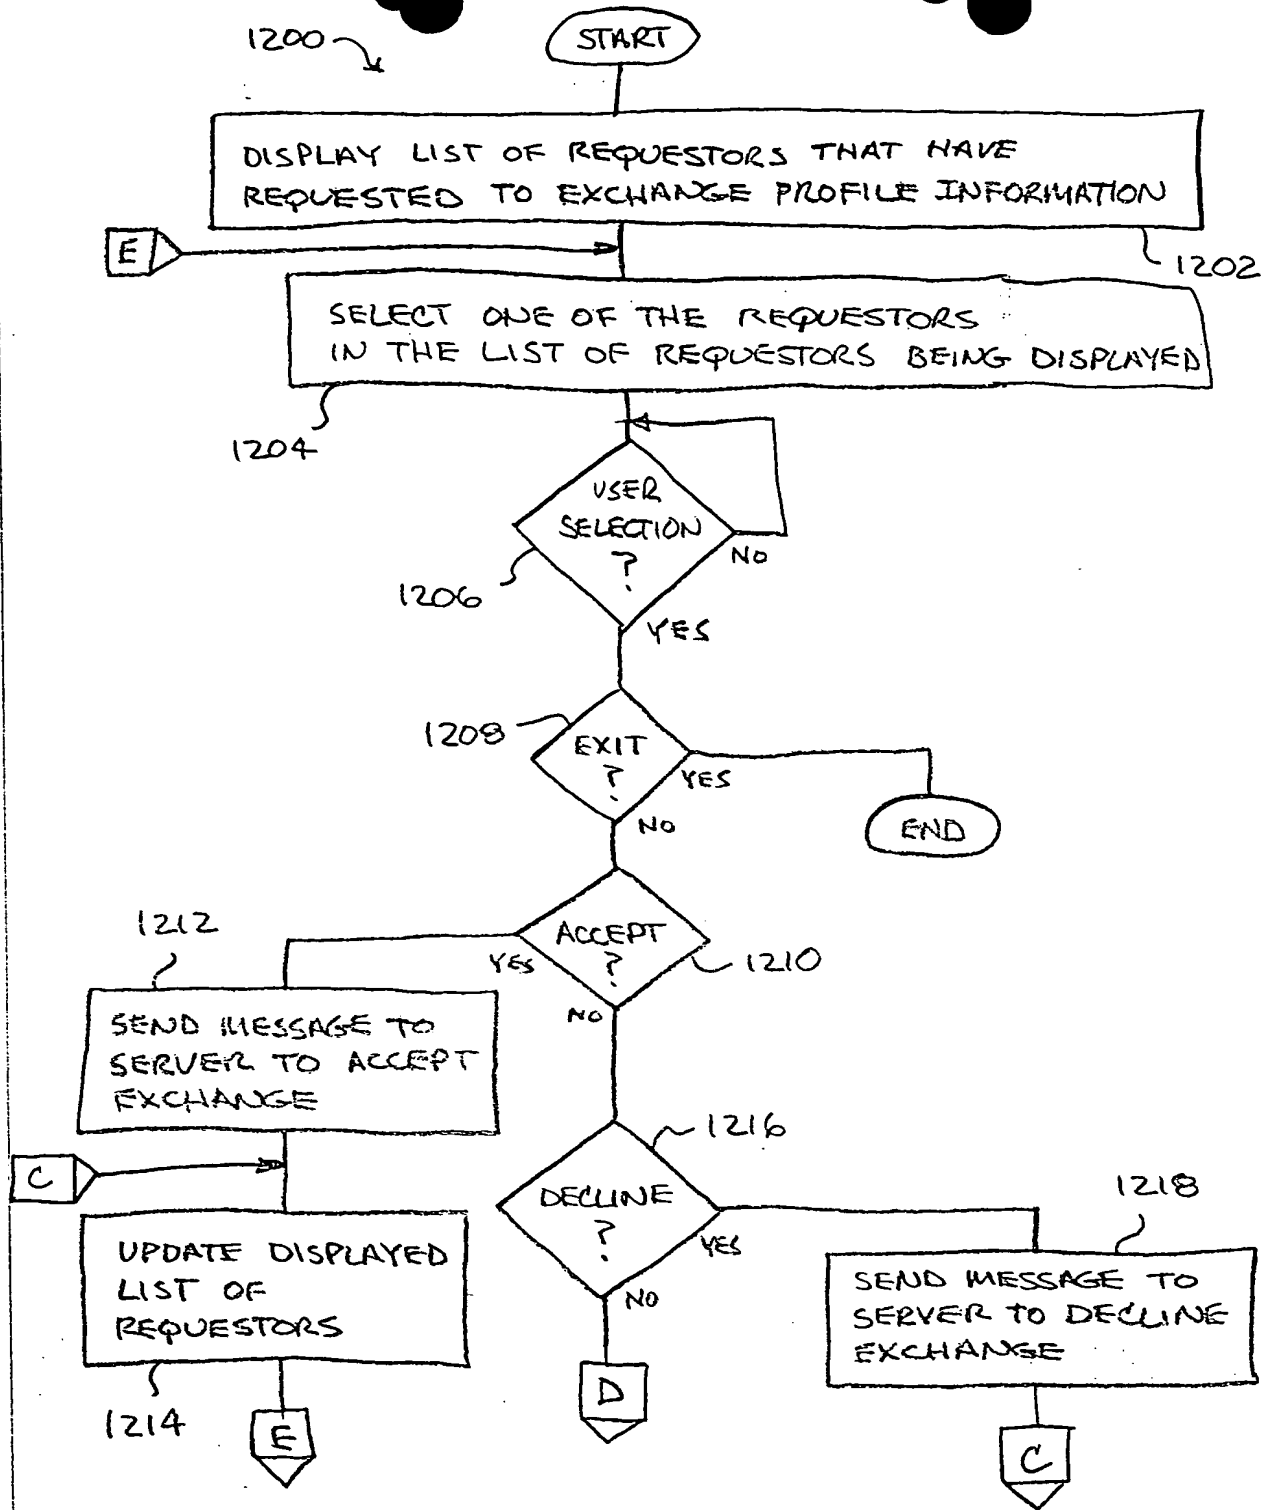 1200
START
DISPLAY LIST OF REQUESTORS THAT HAVE
REQUESTED TO EXCHANGE PROFILE INFORMATION
E
1202
SELECT ONE OF THE REQUESTORS
IN THE LIST OF REQUESTORS BEING DISPLAYED
1204
USER
SELECTION
?
NO
1206
YES
1208
EXIT
?
YES
NO
END
1212
ACCEPT
?
YES
1210
NO
SEND MESSAGE TO
SERVER TO ACCEPT
EXCHANGE
1216
C
DECLINE
?
YES
NO
1218
UPDATE DISPLAYED
LIST OF
REQUESTORS
SEND MESSAGE TO
SERVER TO DECLINE
EXCHANGE
1214
E
D
C